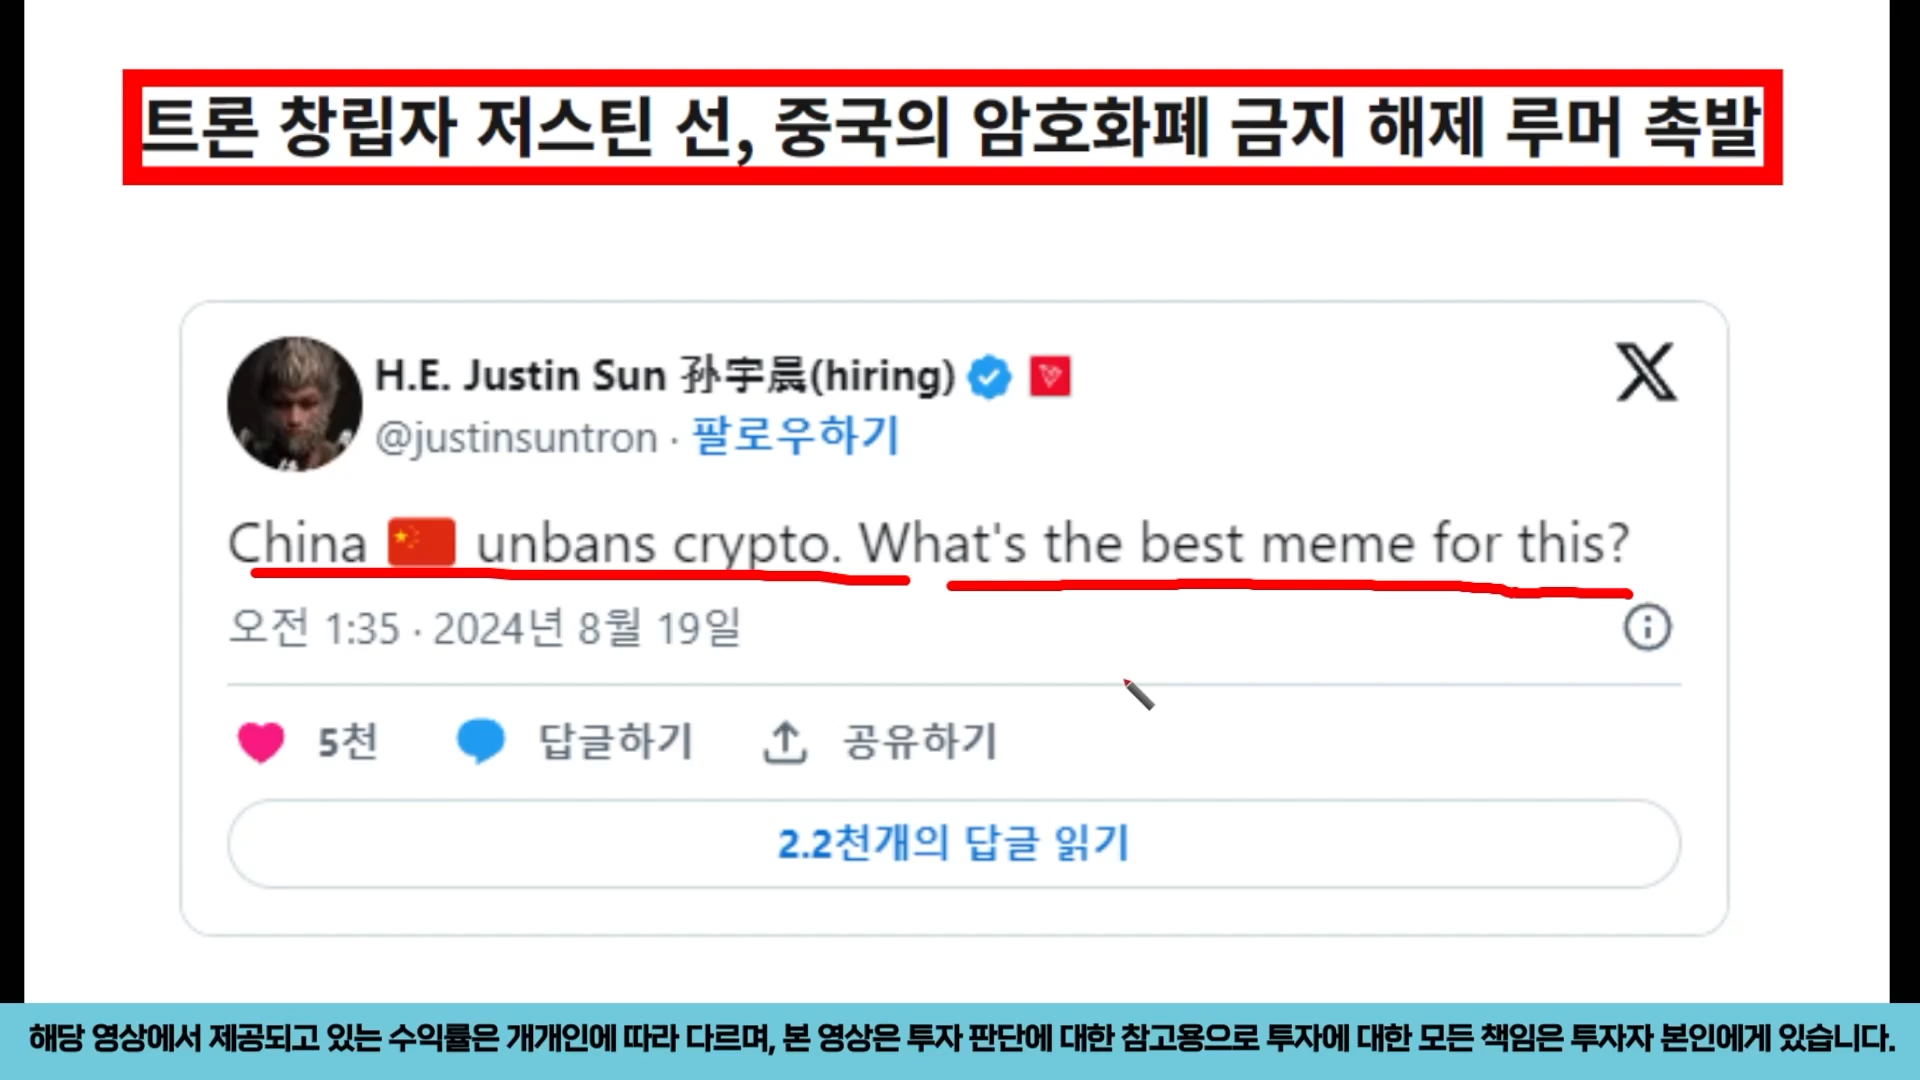 트론 창립자 저스틴 선, 중국의 암호화폐 금지 해제 루머 촉발
H.E. Justin Sun 孙宇晨(hiring)
@justinsuntron · 팔로우하기
China 🇨🇳 unbans crypto. What's the best meme for this?
오전 1:35 · 2024년 8월 19일
5천 답글하기 공유하기
2.2천개의 답글 읽기
해당 영상에서 제공되고 있는 수익률은 개개인에 따라 다르며, 본 영상은 투자 판단에 대한 참고용으로 투자에 대한 모든 책임은 투자자 본인에게 있습니다.